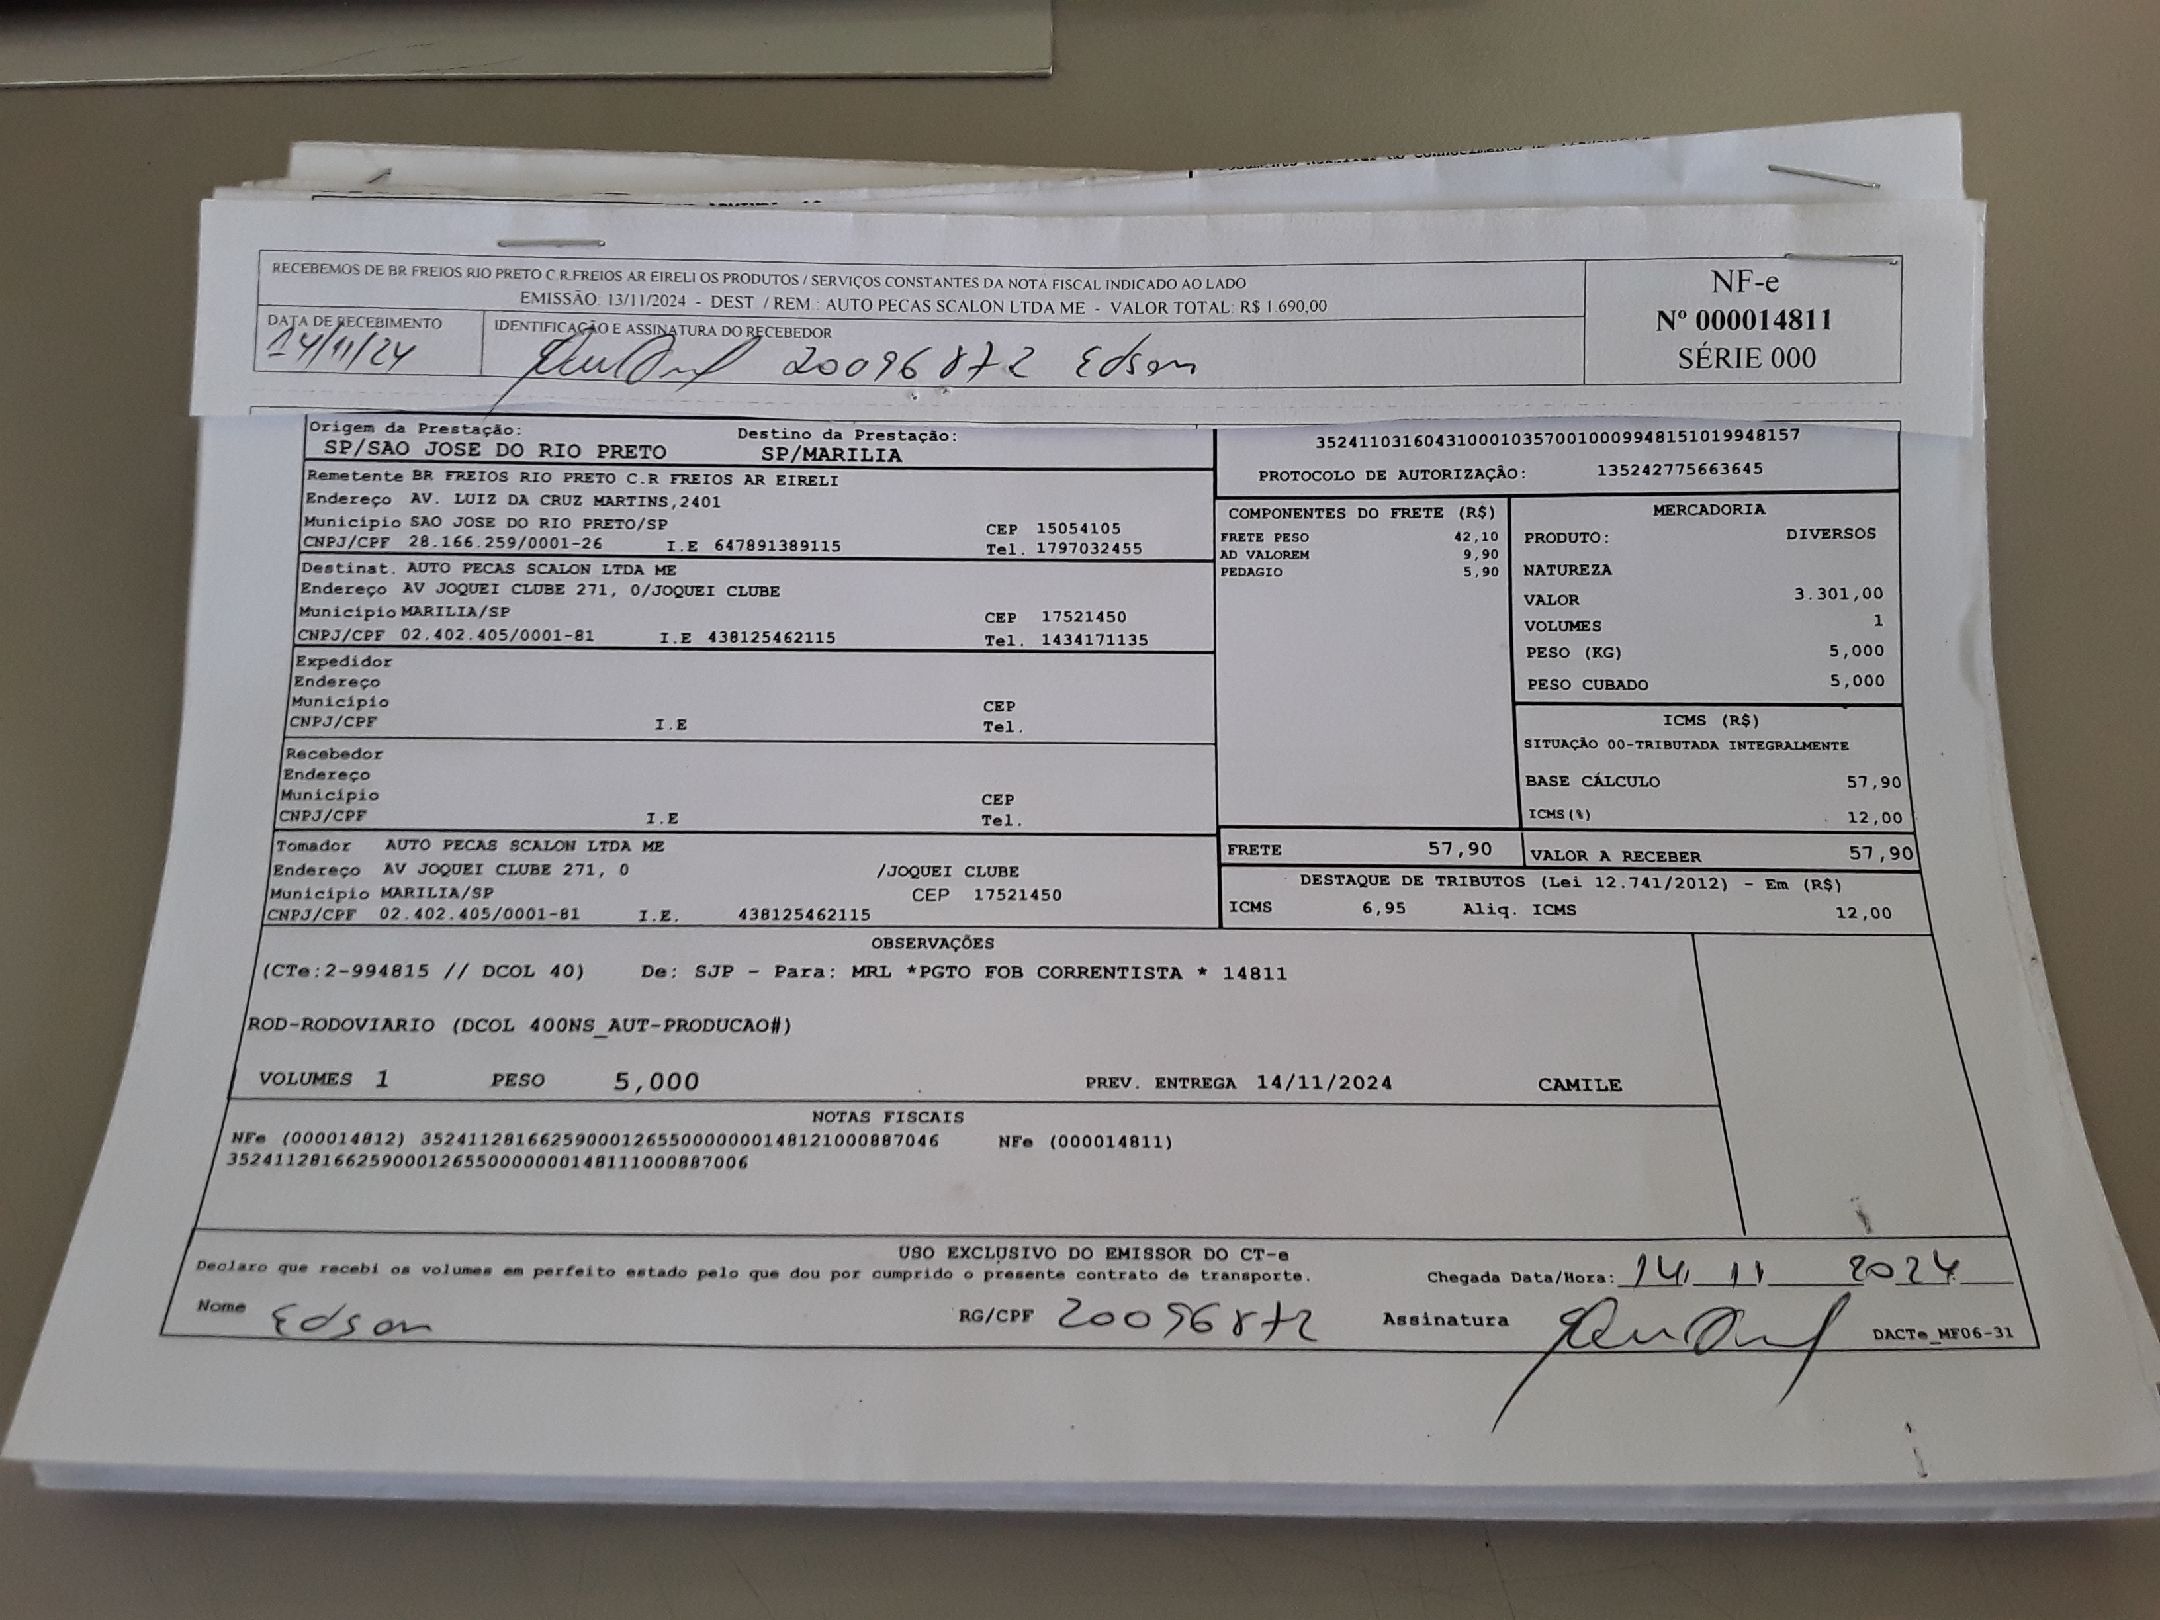 RECEBEMOS DE BR FREIOS RIO PRETO C.R.FREIOS AR EIRELI OS PRODUTOS / SERVIÇOS CONSTANTES DA NOTA FISCAL INDICADO AO LADO
EMISSÃO: 13/11/2024 - DEST. / REM.: AUTO PECAS SCALON LTDA ME - VALOR TOTAL: R$ 1.690,00
DATA DE RECEBIMENTO
14/11/24
IDENTIFICAÇÃO E ASSINATURA DO RECEBEDOR
20096872 Edson
NF-e
Nº 000014811
SÉRIE 000
Origem da Prestação: Destino da Prestação:
SP/SAO JOSE DO RIO PRETO SP/MARILIA
35241103160431000103570010009948151019948157
PROTOCOLO DE AUTORIZAÇÃO: 135242775663645
Remetente BR FREIOS RIO PRETO C.R FREIOS AR EIRELI
Endereço AV. LUIZ DA CRUZ MARTINS,2401
Município SAO JOSE DO RIO PRETO/SP CEP 15054105
CNPJ/CPF 28.166.259/0001-26 I.E 647891389115 Tel. 1797032455
Destinat. AUTO PECAS SCALON LTDA ME
Endereço AV JOQUEI CLUBE 271, 0/JOQUEI CLUBE
Município MARILIA/SP CEP 17521450
CNPJ/CPF 02.402.405/0001-81 I.E 438125462115 Tel. 1434171135
Expedidor
Endereço
Município CEP
CNPJ/CPF I.E Tel.
Recebedor
Endereço
Município CEP
CNPJ/CPF I.E Tel.
Tomador AUTO PECAS SCALON LTDA ME
Endereço AV JOQUEI CLUBE 271, 0 /JOQUEI CLUBE
Município MARILIA/SP CEP 17521450
CNPJ/CPF 02.402.405/0001-81 I.E. 438125462115
COMPONENTES DO FRETE (R$)
FRETE PESO 42,10
AD VALOREM 9,90
PEDAGIO 5,90
MERCADORIA
PRODUTO: DIVERSOS
NATUREZA
VALOR 3.301,00
VOLUMES 1
PESO (KG) 5,000
PESO CUBADO 5,000
ICMS (R$)
SITUAÇÃO 00-TRIBUTADA INTEGRALMENTE
BASE CÁLCULO 57,90
ICMS(%) 12,00
FRETE 57,90 VALOR A RECEBER 57,90
DESTAQUE DE TRIBUTOS (Lei 12.741/2012) - Em (R$)
ICMS 6,95 Aliq. ICMS 12,00
OBSERVAÇÕES
(CTe:2-994815 // DCOL 40) De: SJP - Para: MRL *PGTO FOB CORRENTISTA * 14811
ROD-RODOVIARIO (DCOL 400NS_AUT-PRODUCAO#)
VOLUMES 1 PESO 5,000 PREV. ENTREGA 14/11/2024 CAMILE
NOTAS FISCAIS
NFe (000014812) 35241128166259000126550000000148121000887046 NFe (000014811)
35241128166259000126550000000148111000887006
USO EXCLUSIVO DO EMISSOR DO CT-e
Declaro que recebi os volumes em perfeito estado pelo que dou por cumprido o presente contrato de transporte.
Chegada Data/Hora: 14 11 2024
Nome Edson RG/CPF 20096872 Assinatura
DACTe_MF06-31